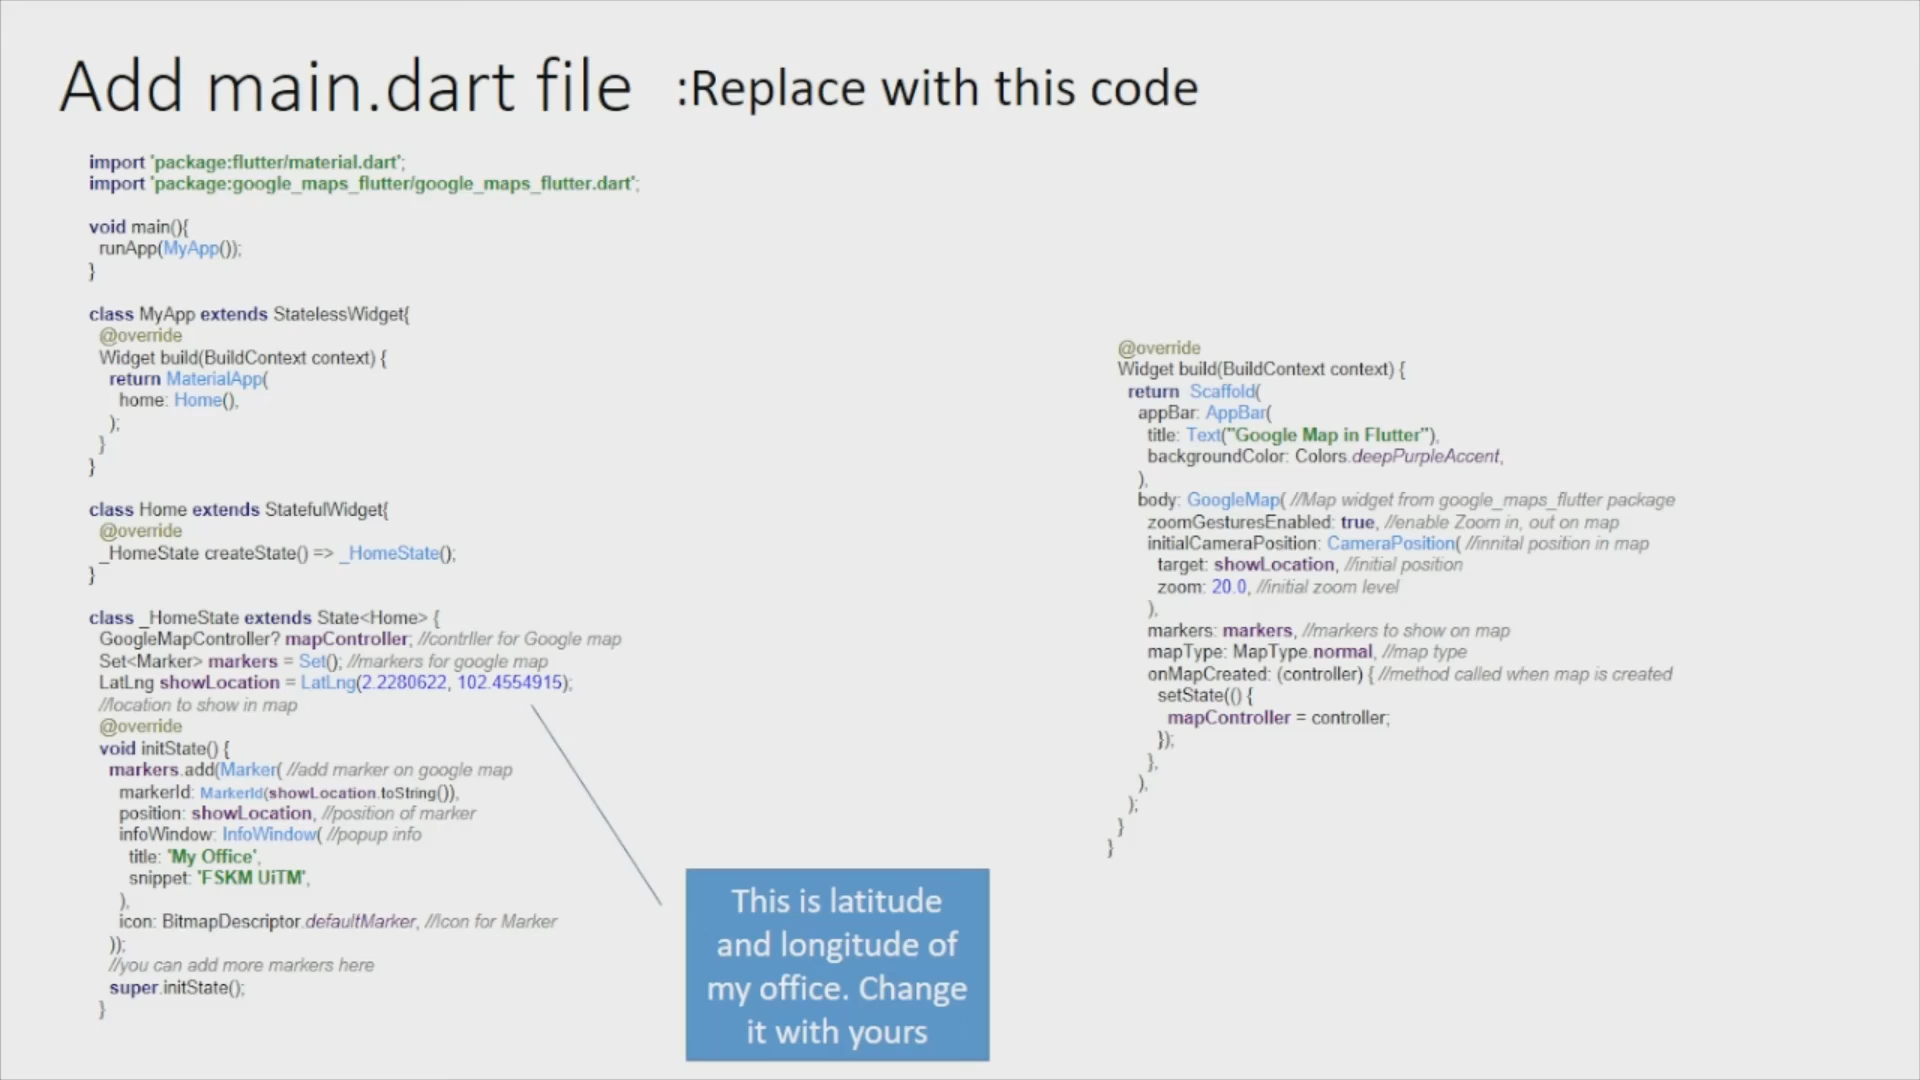 Add main.dart file :Replace with this code
import 'package:flutter/material.dart';
import 'package:google_maps_flutter/google_maps_flutter.dart';
void main(){
runApp(MyApp());
}
class MyApp extends StatelessWidget{
@override
Widget build(BuildContext context) {
return MaterialApp(
home: Home(),
);
}
}
class Home extends StatefulWidget{
@override
_HomeState createState() => _HomeState();
}
class _HomeState extends State<Home> {
GoogleMapController? mapController; //contrller for Google map
Set<Marker> markers = Set(); //markers for google map
LatLng showLocation = LatLng(2.2280622, 102.4554915);
//location to show in map
@override
void initState() {
markers.add(Marker( //add marker on google map
markerId: MarkerId(showLocation.toString()),
position: showLocation, //position of marker
infoWindow: InfoWindow( //popup info
title: 'My Office',
snippet: 'FSKM UiTM',
),
icon: BitmapDescriptor.defaultMarker, //Icon for Marker
));
//you can add more markers here
super.initState();
}
This is latitude
and longitude of
my office. Change
it with yours
@override
Widget build(BuildContext context) {
return Scaffold(
appBar: AppBar(
title: Text("Google Map in Flutter"),
backgroundColor: Colors.deepPurpleAccent,
),
body: GoogleMap( //Map widget from google_maps_flutter package
zoomGesturesEnabled: true, //enable Zoom in, out on map
initialCameraPosition: CameraPosition( //innital position in map
target: showLocation, //initial position
zoom: 20.0, //initial zoom level
),
markers: markers, //markers to show on map
mapType: MapType.normal, //map type
onMapCreated: (controller) { //method called when map is created
setState(() {
mapController = controller;
});
},
),
);
}
}